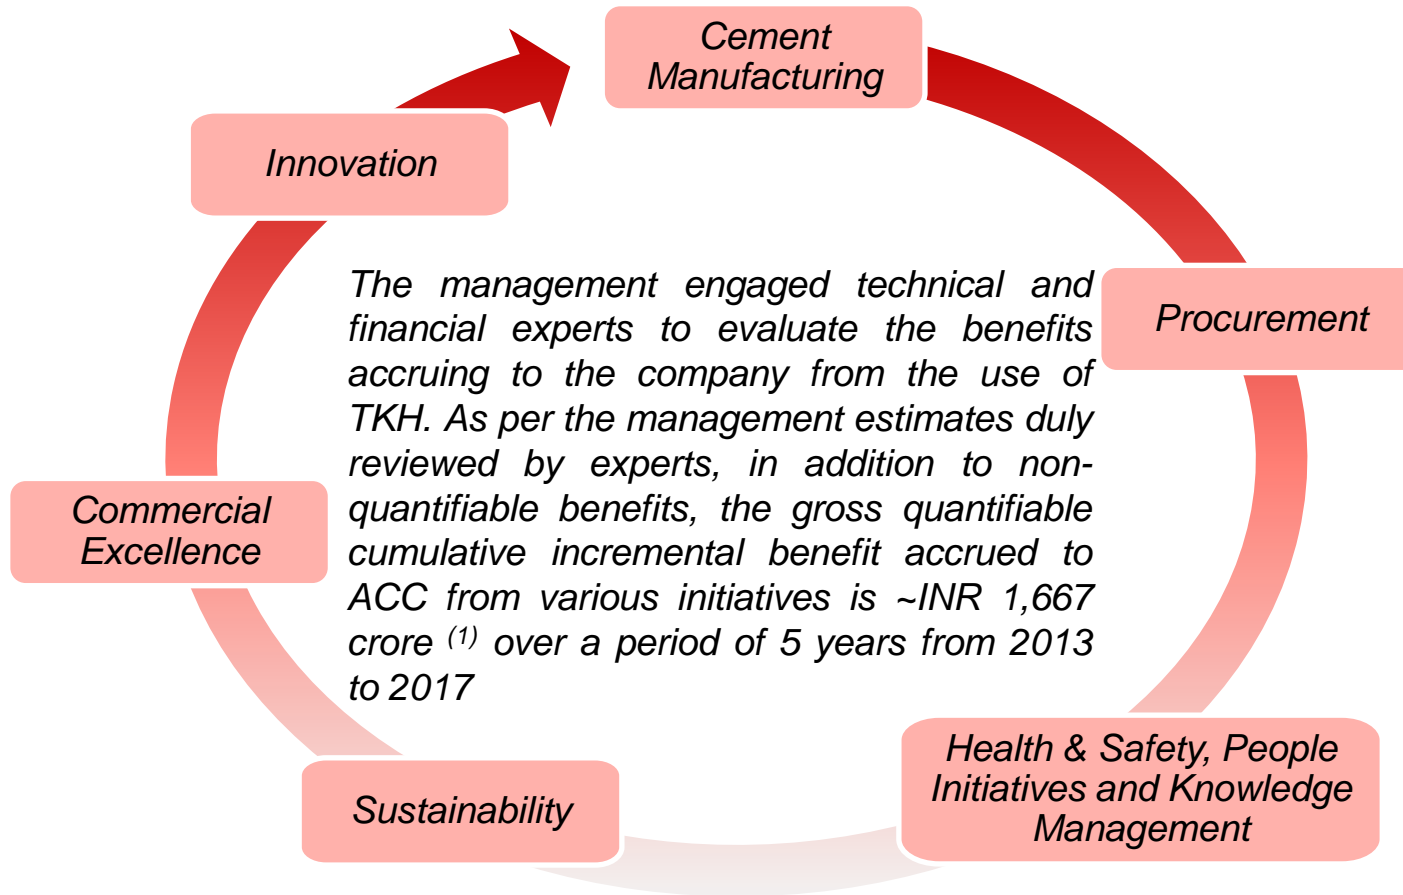 Cement
Manufacturing
Innovation
Procurement
The management engaged technical and
financial experts to evaluate the benefits
accruing to the company from the use of
TKH. As per the management estimates duly
reviewed by experts, in addition to non-
quantifiable benefits, the gross quantifiable
cumulative incremental benefit accrued to
ACC from various initiatives is ~INR 1,667
crore (1) over a period of 5 years from 2013
to 2017
Commercial
Excellence
Health & Safety, People
Initiatives and Knowledge
Management
Sustainability